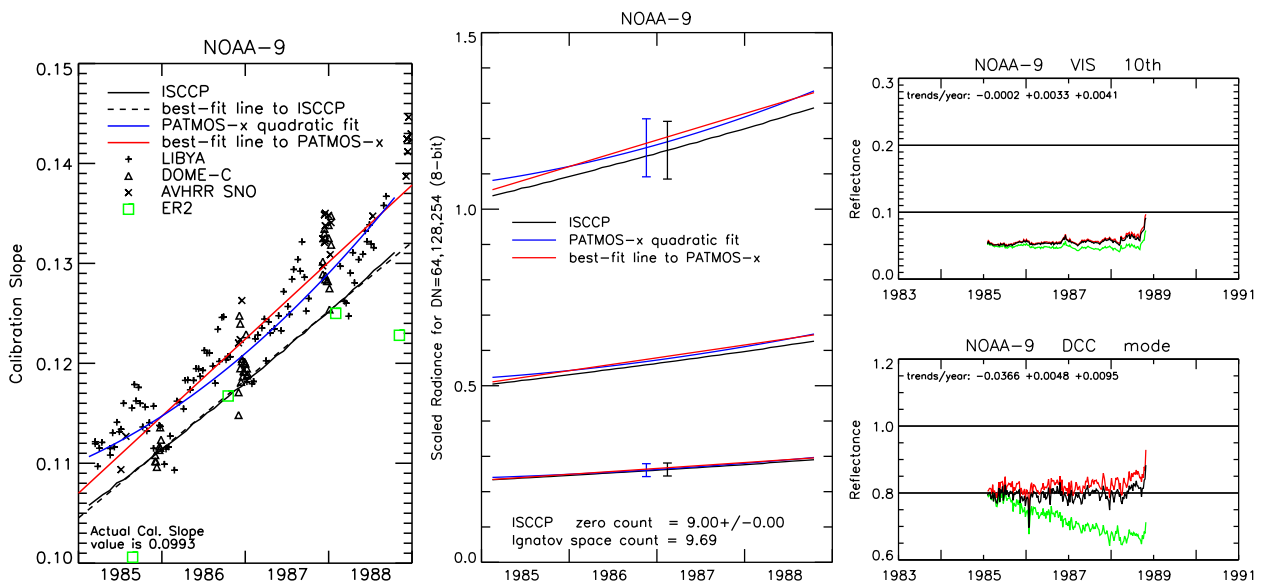 NOAA-9
0.15
0.14
0.13
0.12
0.11
0.10
Calibration Slope
ISCCP
best-fit line to ISCCP
PATMOS-x quadratic fit
best-fit line to PATMOS-x
LIBYA
DOME-C
AVHRR SNO
ER2
Actual Cal. Slope
value is 0.0993
1985 1986 1987 1988
NOAA-9
1.5
1.0
0.5
0.0
Scaled Radiance for DN=64,128,254 (8-bit)
ISCCP
PATMOS-x quadratic fit
best-fit line to PATMOS-x
ISCCP zero count = 9.00+/-0.00
Ignatov space count = 9.69
1985 1986 1987 1988
NOAA-9 VIS 10th
0.3
0.2
0.1
0.0
Reflectance
trends/year: -0.0002 +0.0033 +0.0041
1983 1985 1987 1989 1991
NOAA-9 DCC mode
1.2
1.0
0.8
0.6
Reflectance
trends/year: -0.0366 +0.0048 +0.0095
1983 1985 1987 1989 1991